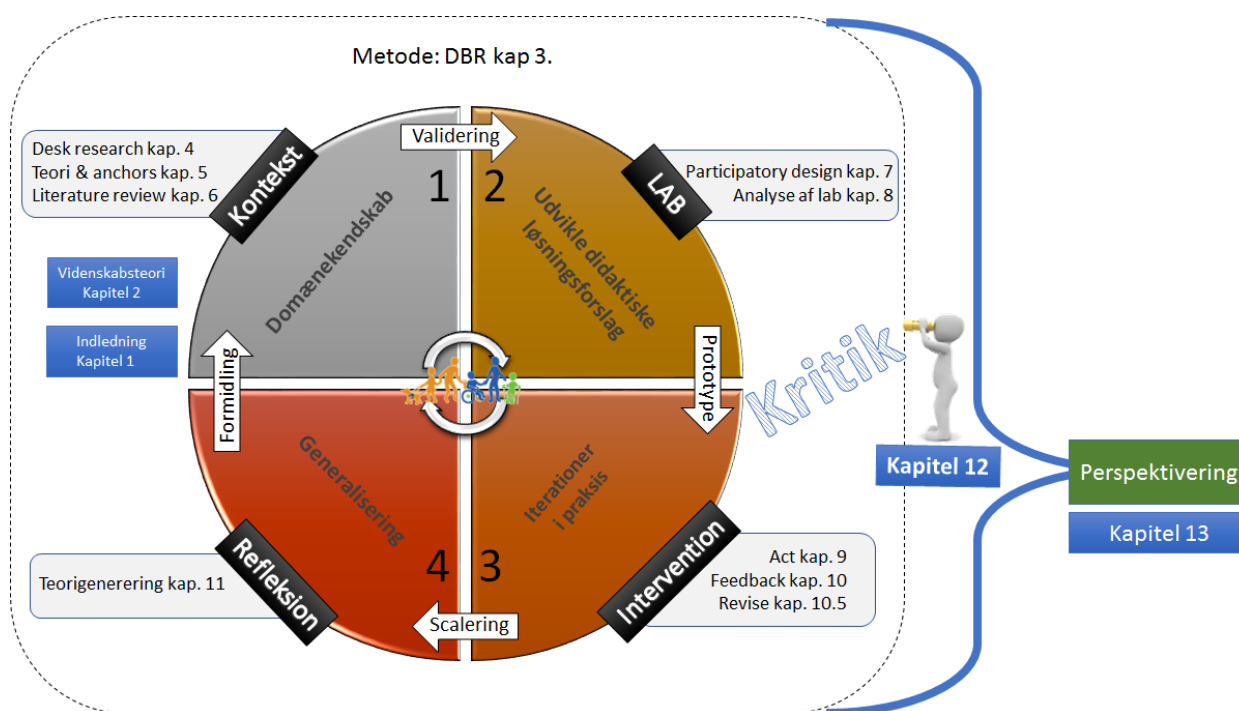 Metode: DBR kap 3.
Desk research kap. 4
Teori & anchors kap. 5
Literature review kap. 6
Kontekst
Validering
1
2
LAB
Participatory design kap. 7
Analyse af lab kap. 8
Domænekendskab
Udvikle didaktiske
løsningsforslag
Videnskabsteori
Kapitel 2
Indledning
Kapitel 1
Formidling
Prototype
Kritik
Kapitel 12
Perspektivering
Kapitel 13
Generalisering
Iterationer
i praksis
4
3
Refleksion
Teorigenerering kap. 11
Scalering
Intervention
Act kap. 9
Feedback kap. 10
Revise kap. 10.5